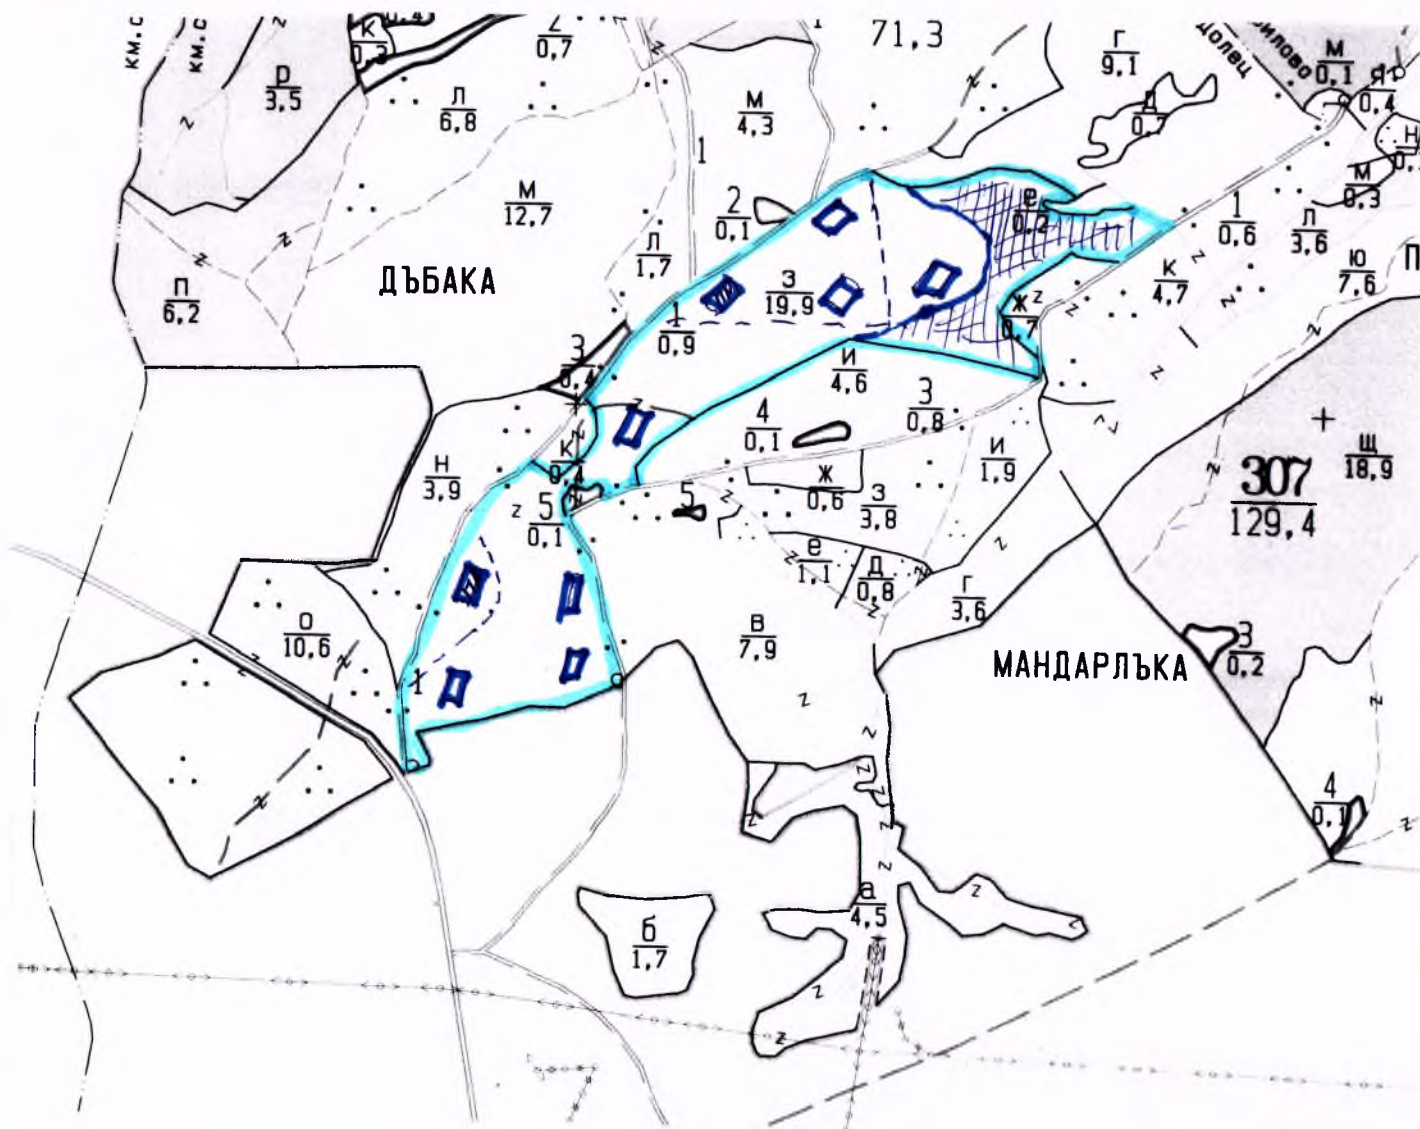 км.с
км.с
р
3,5
к
0,3
2
0,7
л
6,8
м
4,3
1
71,3
г
9,1
д
0,7
долец
м
0,1
я
0,4
м
0,3
м
12,7
1
2
0,1
л
1,7
е
0,2
1
0,6
л
3,6
ю
7,6
П
п
6,2
ДЪБАКА
з
19,9
1
0,9
ж
0,7
к
4,7
3
0,4
и
4,6
3
0,8
4
0,1
н
3,9
к
0,4
5
0,1
5
ж
0,6
з
3,8
и
1,9
307
129,4
щ
18,9
е
1,1
д
0,8
г
3,6
о
10,6
1
в
7,9
МАНДАРЛЪКА
3
0,2
4
0,1
а
4,5
б
1,7